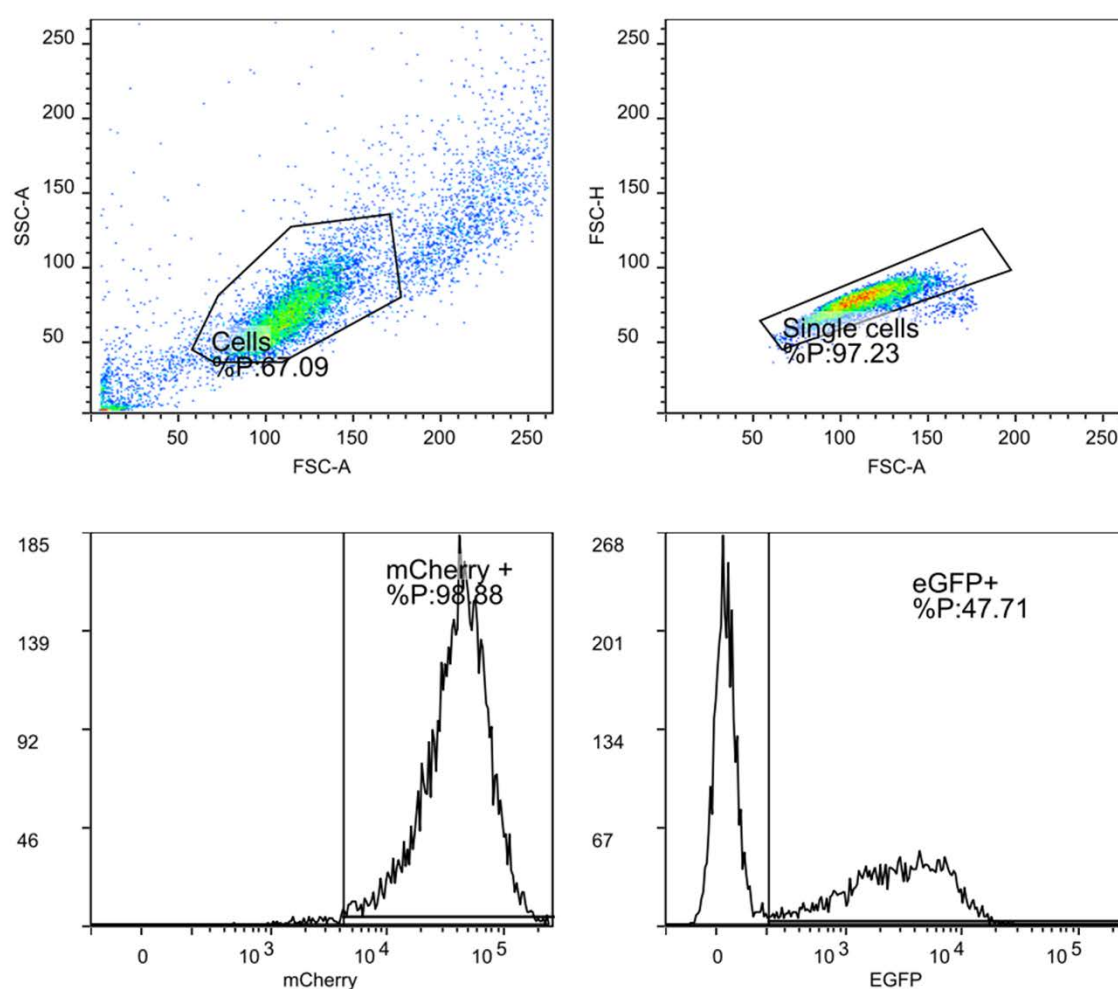 250
200
150
100
50
SSC-A
Cells
%P:67.09
50 100 150 200 250
FSC-A
250
200
150
100
50
FSC-H
Single cells
%P:97.23
50 100 150 200 250
FSC-A
185
139
92
46
mCherry +
%P:98.88
0 10³ 10⁴ 10⁵
mCherry
268
201
134
67
eGFP+
%P:47.71
0 10³ 10⁴ 10⁵
EGFP